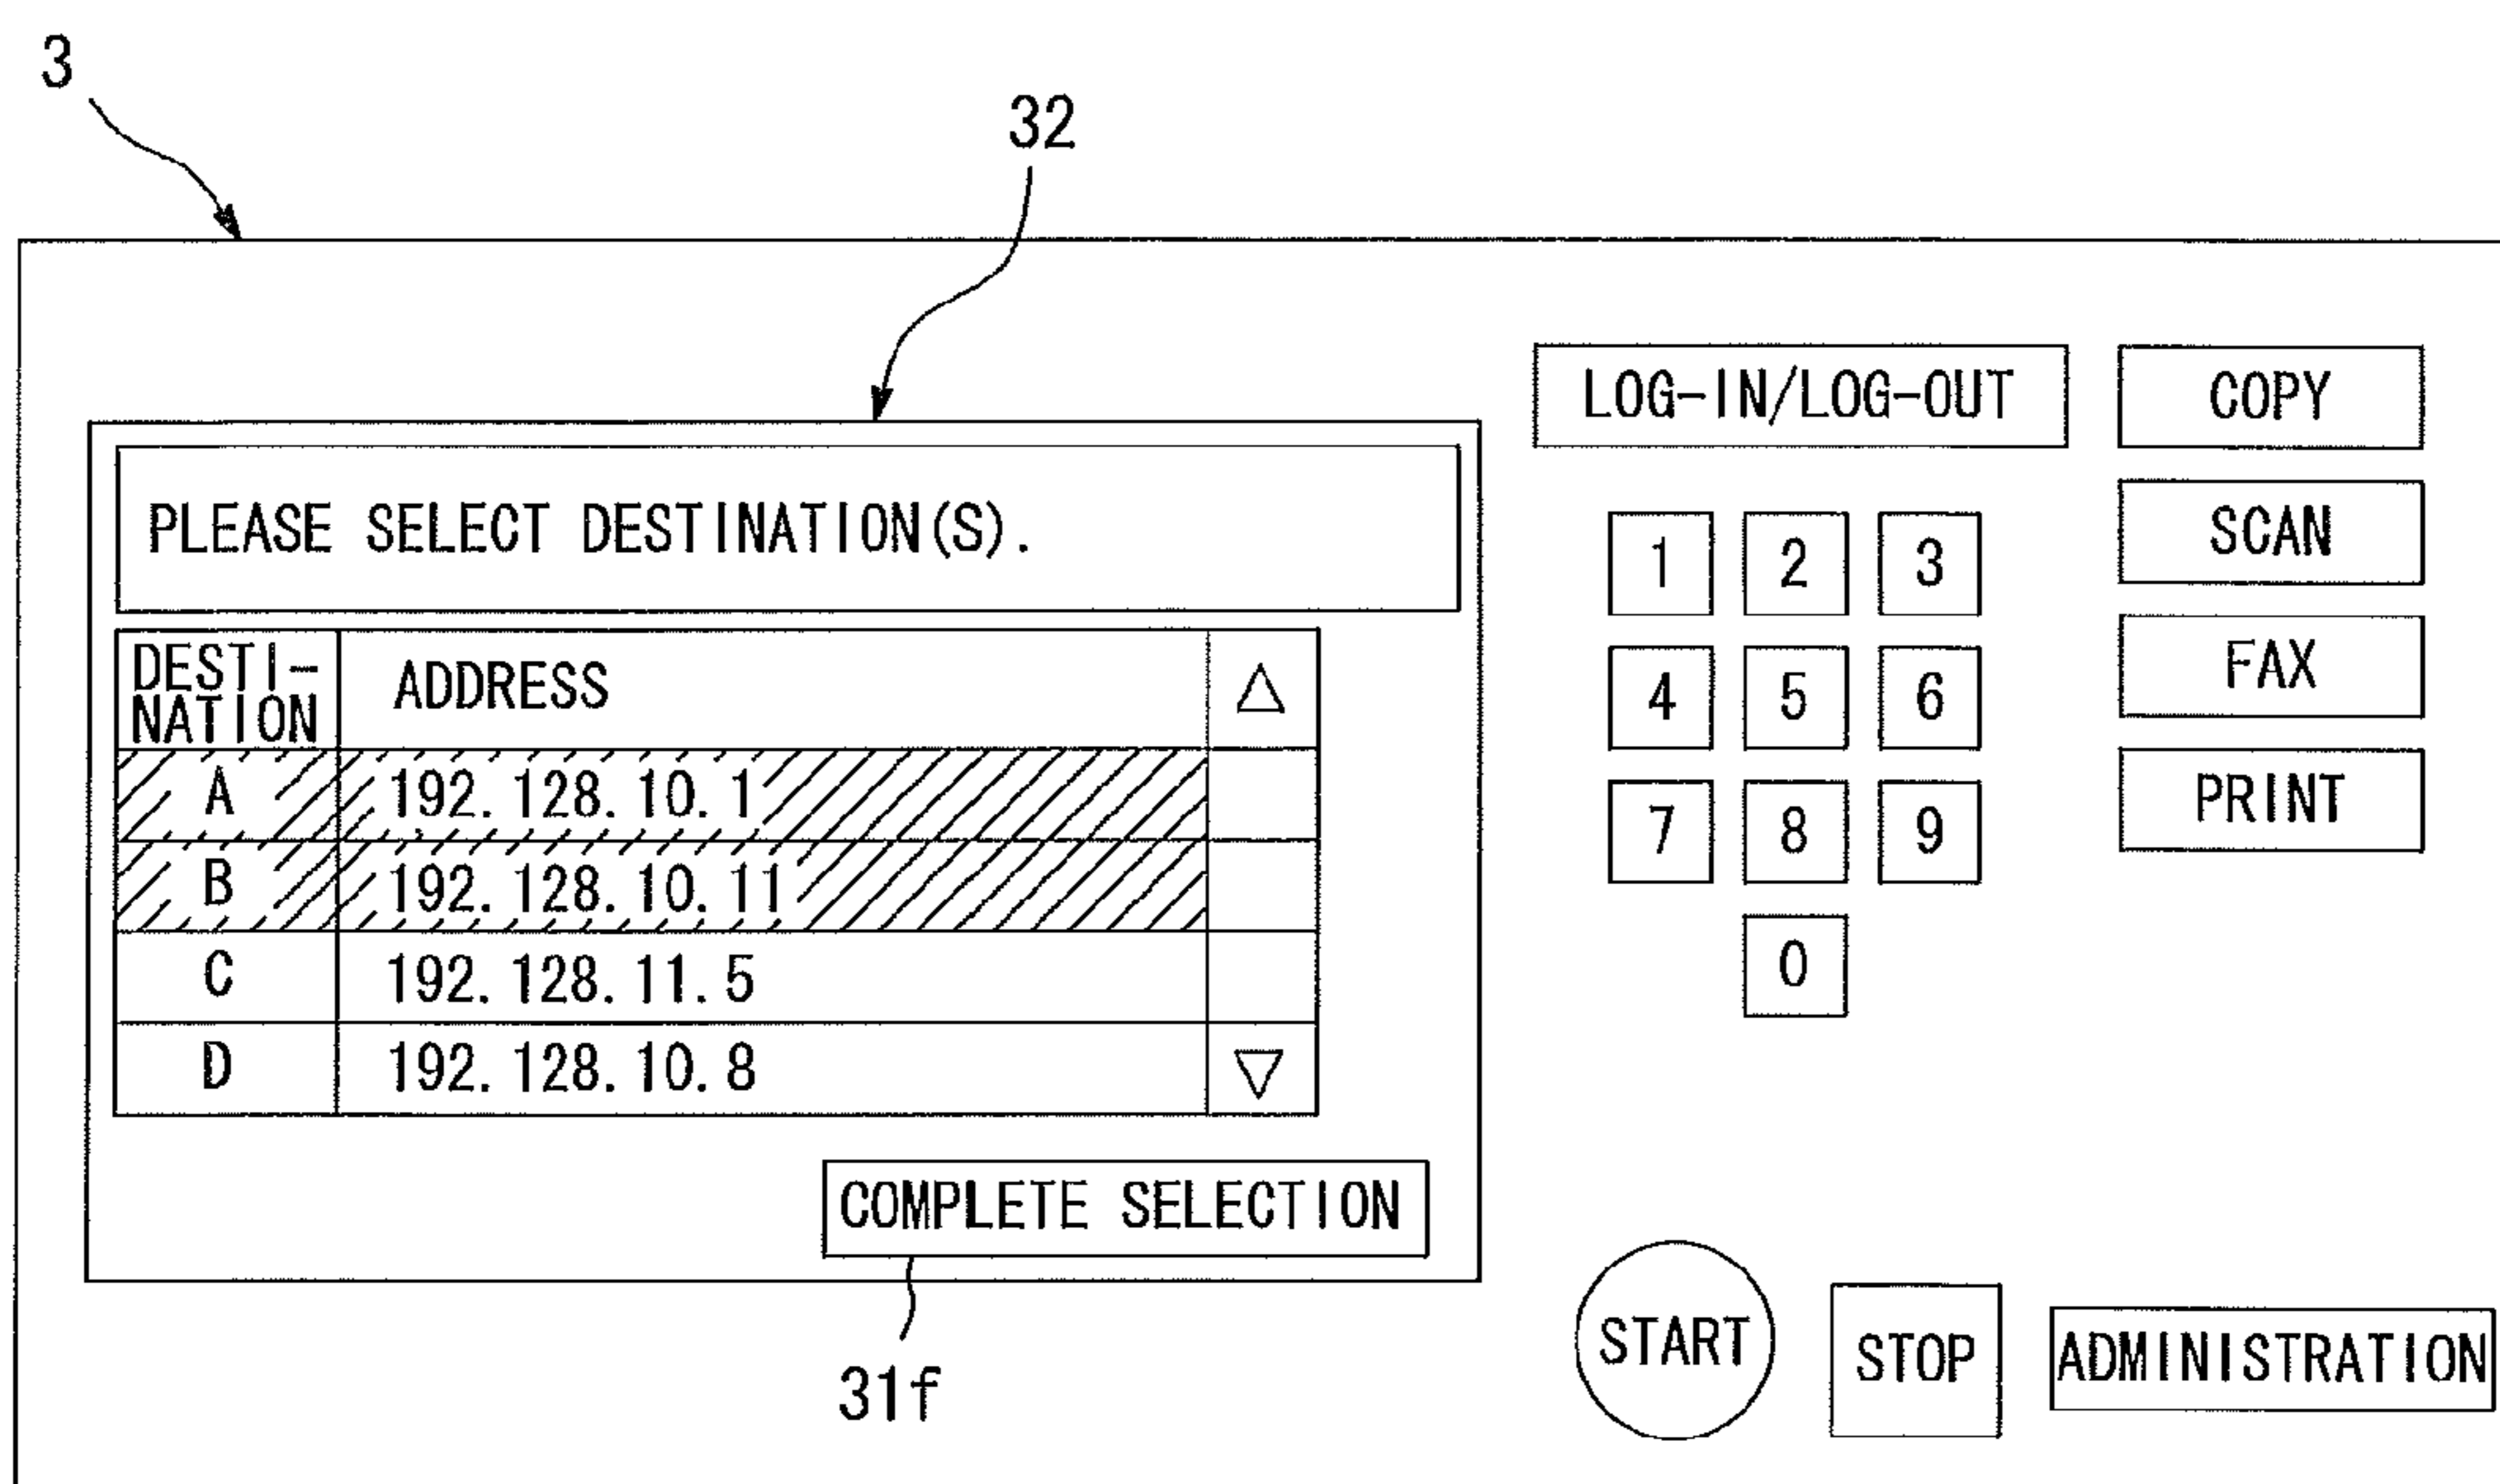 3
32
PLEASE SELECT DESTINATION(S).
DESTI-
NATION
ADDRESS
A 192.128.10.1
B 192.128.10.11
C 192.128.11.5
D 192.128.10.8
COMPLETE SELECTION
31f
LOG-IN/LOG-OUT
COPY
SCAN
FAX
PRINT
1 2 3
4 5 6
7 8 9
0
START
STOP
ADMINISTRATION